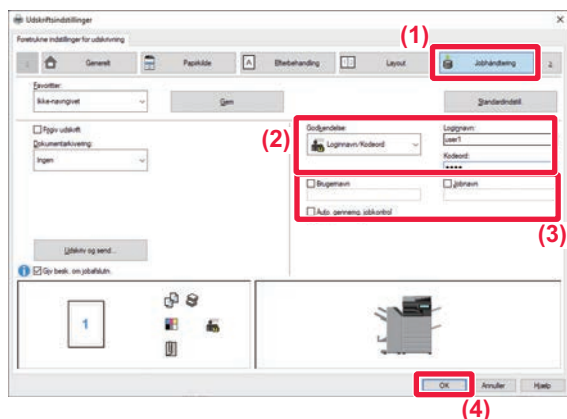 Udskriftsindstillinger
Foretrukne indstillinger for udskrivning
(1)
Generelt
Papirkilde
Efterbehandling
Layout
Jobhåndtering
Favoritter:
Ikke-navngivet
Gem
Standardindstill.
(2)
Frigiv udskrift
Dokumentarkivering:
Ingen
Godkendelse:
Loginnavn/Kodeord
Loginnavn:
user1
Kodeord:
••••
Brugernavn
Jobnavn
Auto. gennemg. jobkontrol
(3)
Udskriv og send...
Giv besk. om jobafslutn.
1
OK
Annuller
Hjælp
(4)